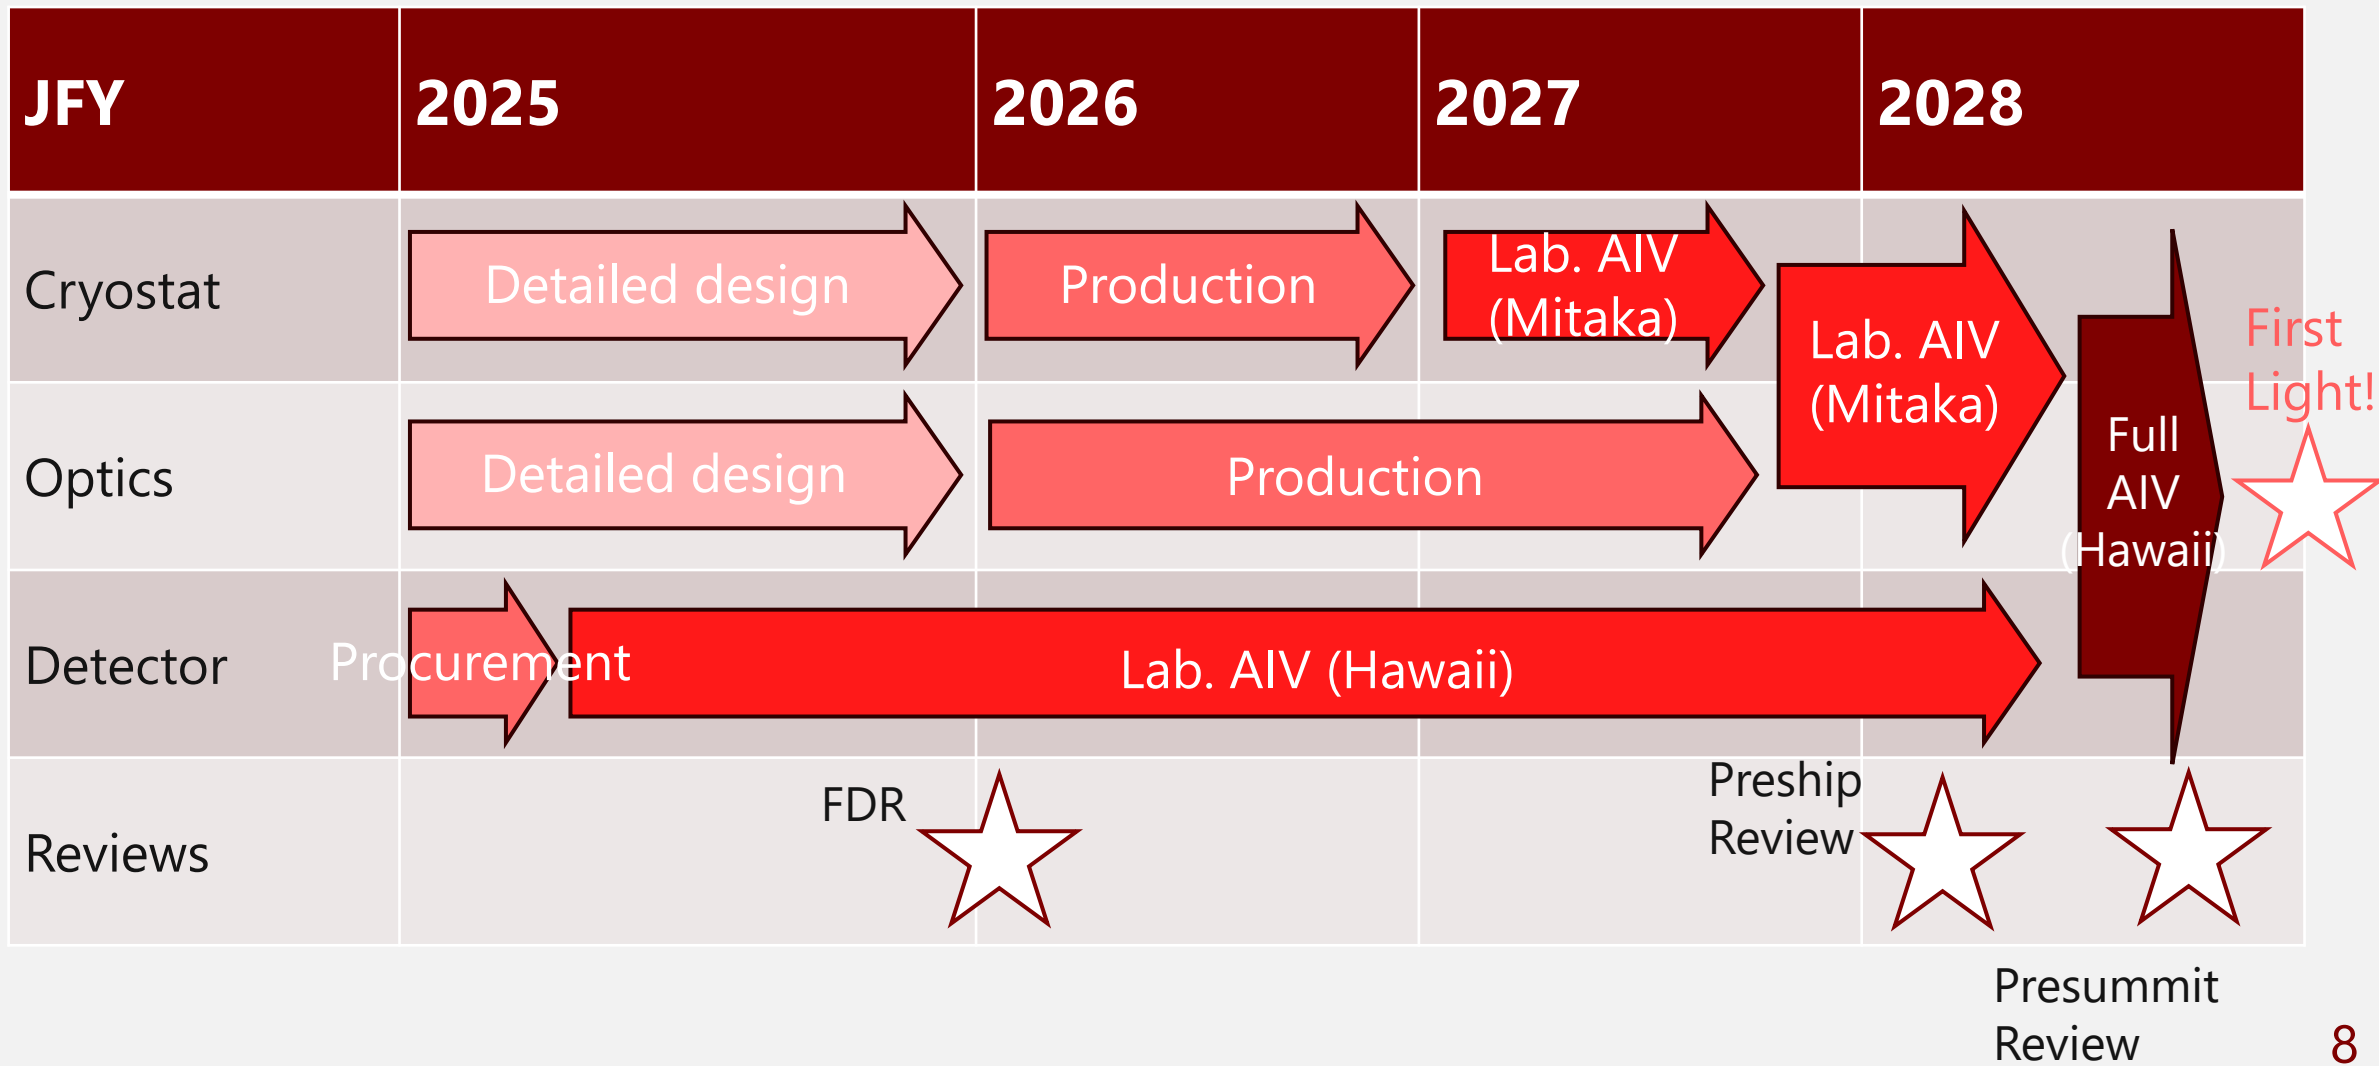 JFY 2025 2026 2027 2028
Cryostat
Detailed design
Production
Lab. AIV
(Mitaka)
Lab. AIV
(Mitaka)
Full
AIV
(Hawaii)
First
Light!
Optics
Detailed design
Production
Detector
Procurement
Lab. AIV (Hawaii)
Reviews
FDR
Preship
Review
Presummit
Review
8